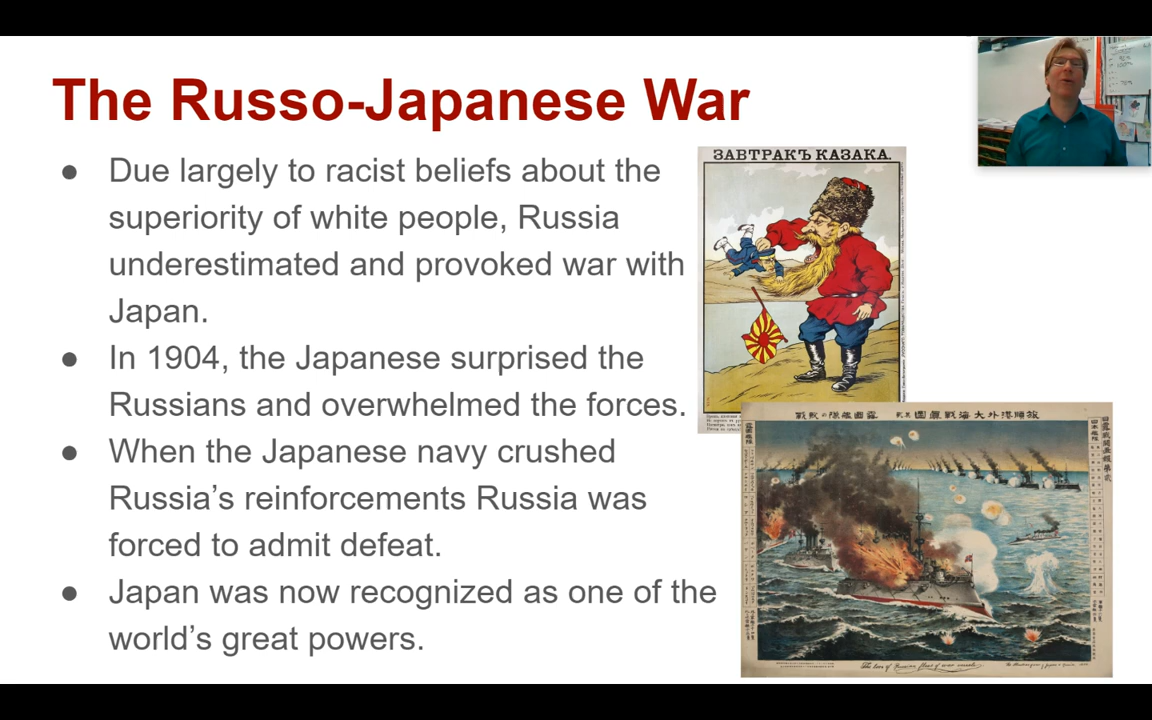 The Russo-Japanese War
● Due largely to racist beliefs about the
superiority of white people, Russia
underestimated and provoked war with
Japan.
● In 1904, the Japanese surprised the
Russians and overwhelmed the forces.
● When the Japanese navy crushed
Russia’s reinforcements Russia was
forced to admit defeat.
● Japan was now recognized as one of the
world’s great powers.
ЗАВТРАКЪ КАЗАКА.